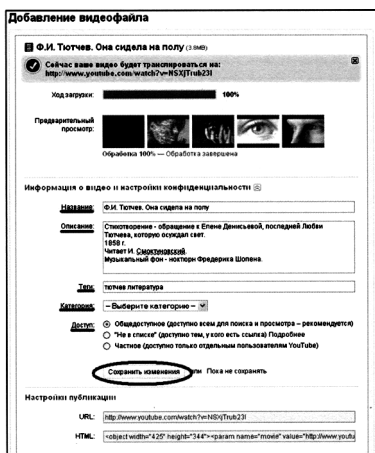 Добавление видеофайла
Ф.И. Тютчев. Она сидела на полу (3.8MB)
Сейчас ваше видео будет транслироваться на:
http://www.youtube.com/watch?v=NSXjTrub23I
Ход загрузки: 100%
Предварительный просмотр:
Обработка 100% — Обработка завершена
Информация о видео и настройки конфиденциальности
Название: Ф.И. Тютчев. Она сидела на полу
Описание: Стихотворение - обращение к Елене Денисьевой, последней Любви
Тютчева, которую осуждал свет.
1858 г.
Читает И. Смоктуновский.
Музыкальный фон - ноктюрн Фредерика Шопена.
Теги: тютчев литература
Категория: – Выберите категорию –
Доступ: Общедоступное (доступно всем для поиска и просмотра – рекомендуется)
"Не в списке" (доступно тем, у кого есть ссылка) Подробнее
Частное (доступно только отдельным пользователям YouTube)
Сохранить изменения или Пока не сохранять
Настройки публикации
URL: http://www.youtube.com/watch?v=NSXjTrub23I
HTML: <object width="425" height="344"><param name="movie" value="http://www.youtu